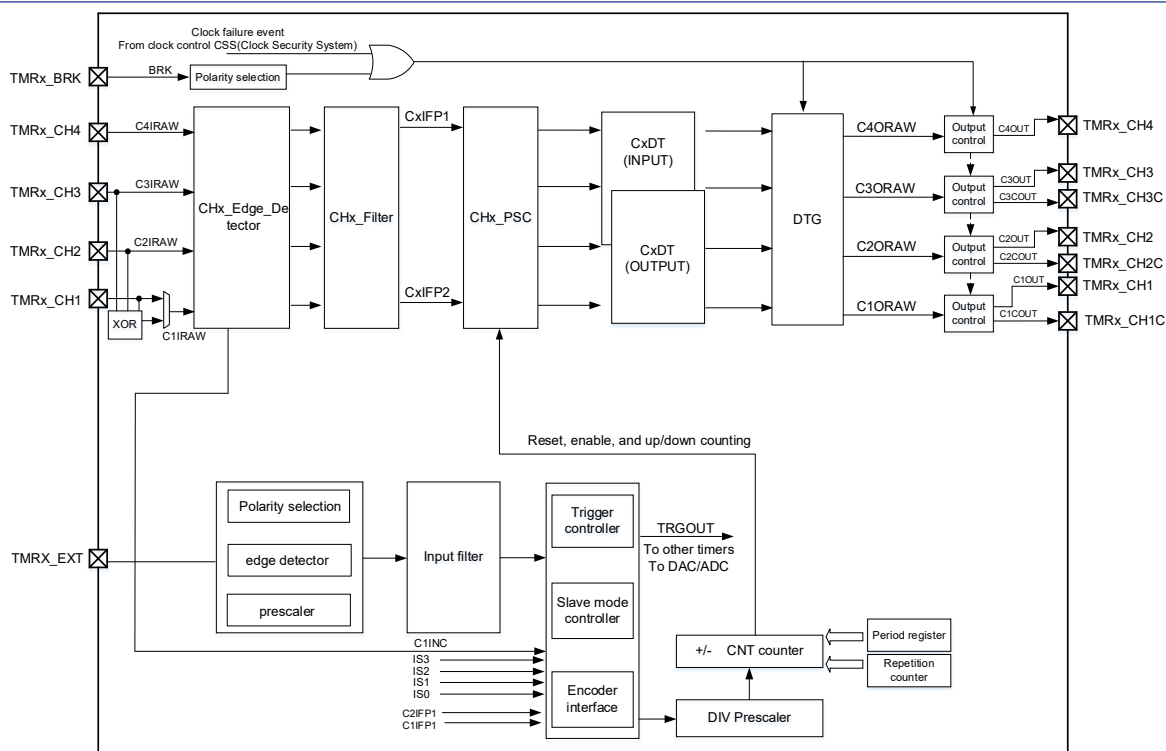 Clock failure event
From clock control CSS(Clock Security System)
TMRx_BRK
BRK
Polarity selection
TMRx_CH4
C4IRAW
TMRx_CH3
C3IRAW
TMRx_CH2
C2IRAW
TMRx_CH1
XOR
C1IRAW
CHx_Edge_De
tector
CHx_Filter
CxIFP1
CxIFP2
CHx_PSC
CxDT
(INPUT)
CxDT
(OUTPUT)
DTG
C4ORAW
C3ORAW
C2ORAW
C1ORAW
Output
control
C4OUT
TMRx_CH4
Output
control
C3OUT
C3COUT
TMRx_CH3
TMRx_CH3C
Output
control
C2OUT
C2COUT
TMRx_CH2
TMRx_CH2C
Output
control
C1OUT
C1COUT
TMRx_CH1
TMRx_CH1C
Reset, enable, and up/down counting
TMRX_EXT
Polarity selection
edge detector
prescaler
Input filter
Trigger
controller
Slave mode
controller
Encoder
interface
TRGOUT
To other timers
To DAC/ADC
C1INC
IS3
IS2
IS1
IS0
C2IFP1
C1IFP1
+/- CNT counter
DIV Prescaler
Period register
Repetition
counter